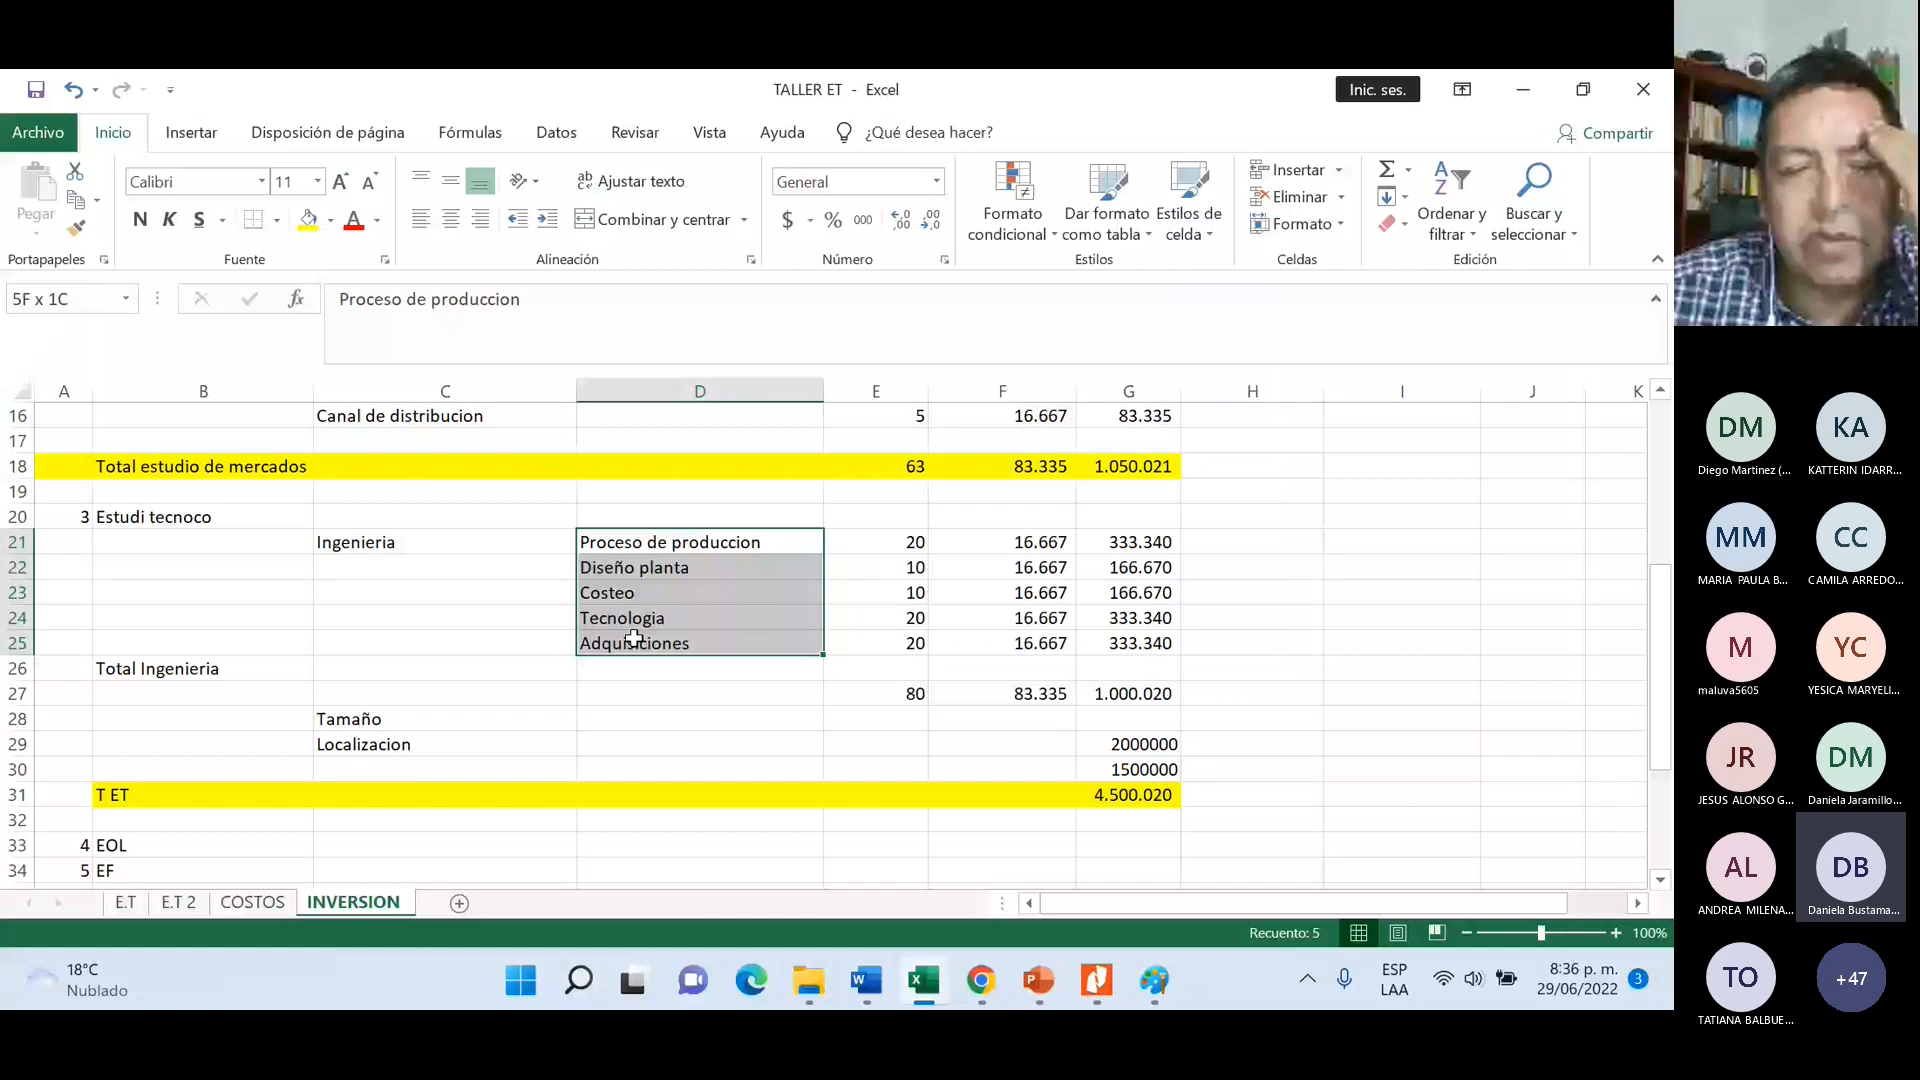 TALLER ET - Excel
Inic. ses.
Archivo Inicio Insertar Disposición de página Fórmulas Datos Revisar Vista Ayuda ¿Qué desea hacer? Compartir
Pegar
Calibri 11
N K S
Ajustar texto
Combinar y centrar
General
$ % 000
Formato condicional
Dar formato como tabla
Estilos de celda
Insertar
Eliminar
Formato
Ordenar y filtrar
Buscar y seleccionar
Portapapeles Fuente Alineación Número Estilos Celdas Edición
5F x 1C fx Proceso de produccion
A B C D E F G H I J K
16 Canal de distribucion 5 16.667 83.335
17
18 Total estudio de mercados 63 83.335 1.050.021
19
20 3 Estudi tecnoco
21 Ingenieria Proceso de produccion 20 16.667 333.340
22 Diseño planta 10 16.667 166.670
23 Costeo 10 16.667 166.670
24 Tecnologia 20 16.667 333.340
25 Adquisiciones 20 16.667 333.340
26 Total Ingenieria
27 80 83.335 1.000.020
28 Tamaño
29 Localizacion 2000000
30 1500000
31 T ET 4.500.020
32
33 4 EOL
34 5 EF
E.T E.T 2 COSTOS INVERSION
Recuento: 5 100%
18°C
Nublado
ESP
LAA
8:36 p. m.
29/06/2022
3
DM KA
Diego Martinez (... KATTERIN IDARR...
MM CC
MARIA PAULA B... CAMILA ARREDO...
M YC
maluva5605 YESICA MARYELI...
JR DM
JESUS ALONSO G... Daniela Jaramillo...
AL DB
ANDREA MILENA... Daniela Bustama...
TO +47
TATIANA BALBUE...